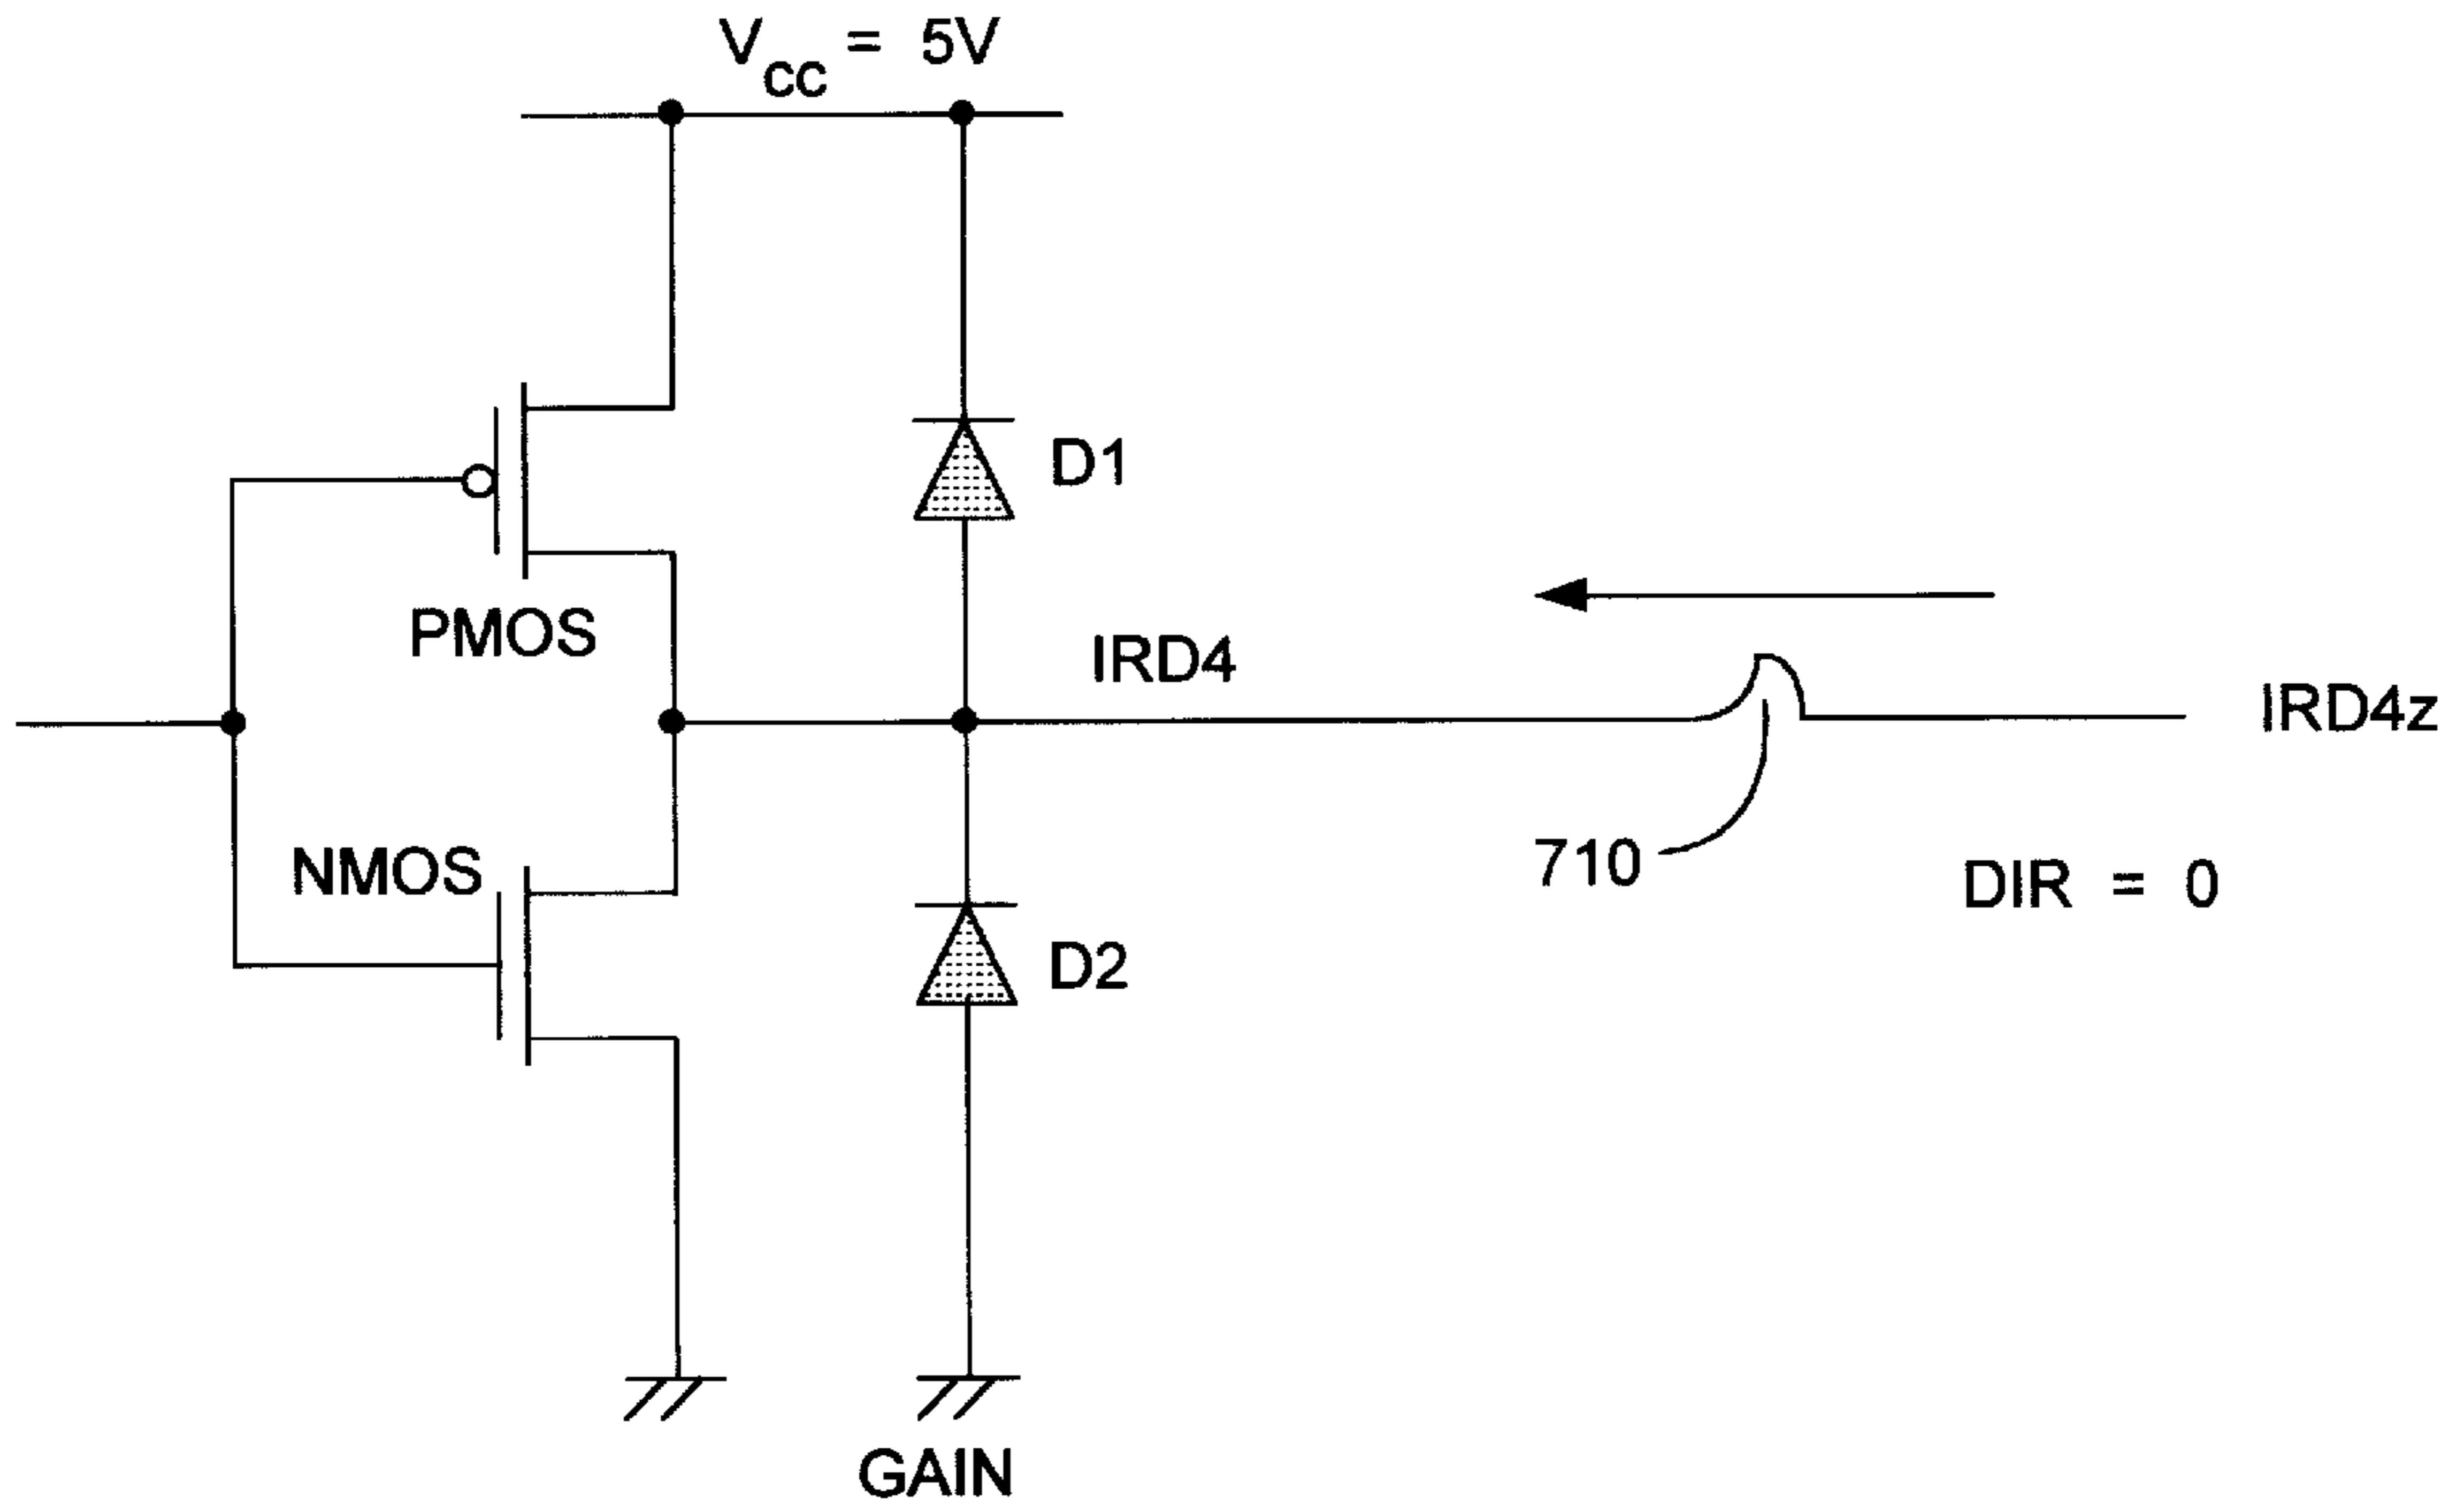 VCC = 5V
D1
PMOS
IRD4
IRD4z
NMOS
710
DIR = 0
D2
GAIN